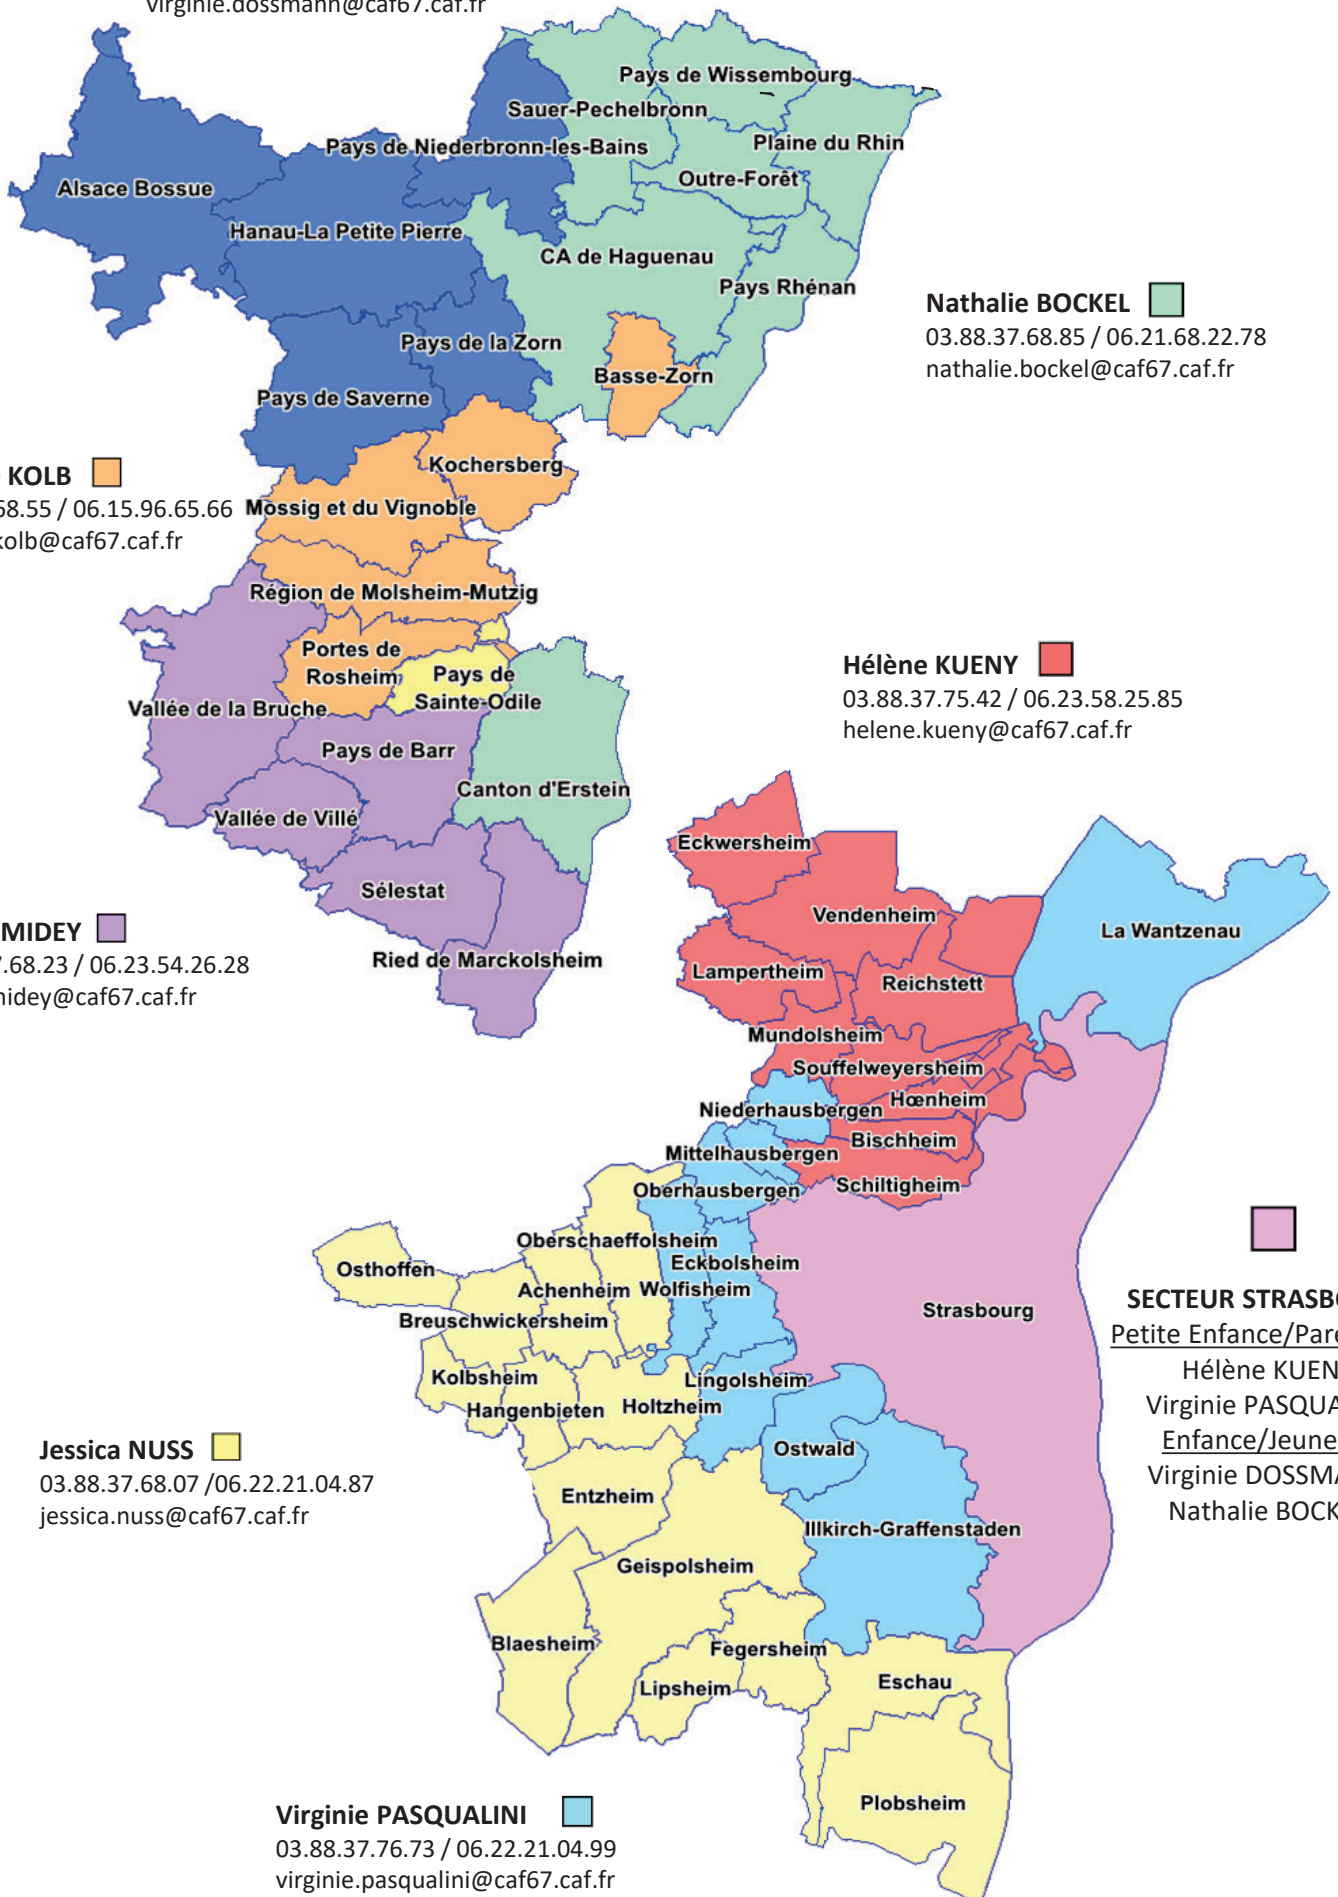 virginie.dossmann@caf67.caf.fr
Pays de Wissembourg
Sauer-Pechelbronn
Plaine du Rhin
Pays de Niederbronn-les-Bains
Outre-Forêt
Alsace Bossue
Hanau-La Petite Pierre
CA de Haguenau
Pays Rhénan
Nathalie BOCKEL
03.88.37.68.85 / 06.21.68.22.78
nathalie.bockel@caf67.caf.fr
Pays de la Zorn
Basse-Zorn
Pays de Saverne
Kochersberg
KOLB
68.55 / 06.15.96.65.66
kolb@caf67.caf.fr
Mossig et du Vignoble
Région de Molsheim-Mutzig
Portes de
Rosheim
Pays de
Sainte-Odile
Vallée de la Bruche
Pays de Barr
Canton d'Erstein
Vallée de Villé
Sélestat
Ried de Marckolsheim
Hélène KUENY
03.88.37.75.42 / 06.23.58.25.85
helene.kueny@caf67.caf.fr
MIDEY
7.68.23 / 06.23.54.26.28
midey@caf67.caf.fr
Eckwersheim
Vendenheim
La Wantzenau
Lampertheim
Reichstett
Mundolsheim
Souffelweyersheim
Niederhausbergen
Hœnheim
Bischheim
Mittelhausbergen
Schiltigheim
Oberhausbergen
Oberschaeffolsheim
Eckbolsheim
Osthoffen
Achenheim
Wolfisheim
Breuschwickersheim
Strasbourg
Kolbsheim
Lingolsheim
Hangenbieten
Holtzheim
Ostwald
SECTEUR STRASBO
Petite Enfance/Pare
Hélène KUEN
Virginie PASQUA
Enfance/Jeune
Virginie DOSSMA
Nathalie BOCK
Jessica NUSS
03.88.37.68.07 /06.22.21.04.87
jessica.nuss@caf67.caf.fr
Entzheim
Illkirch-Graffenstaden
Geispolsheim
Blaesheim
Fegersheim
Lipsheim
Eschau
Plobsheim
Virginie PASQUALINI
03.88.37.76.73 / 06.22.21.04.99
virginie.pasqualini@caf67.caf.fr